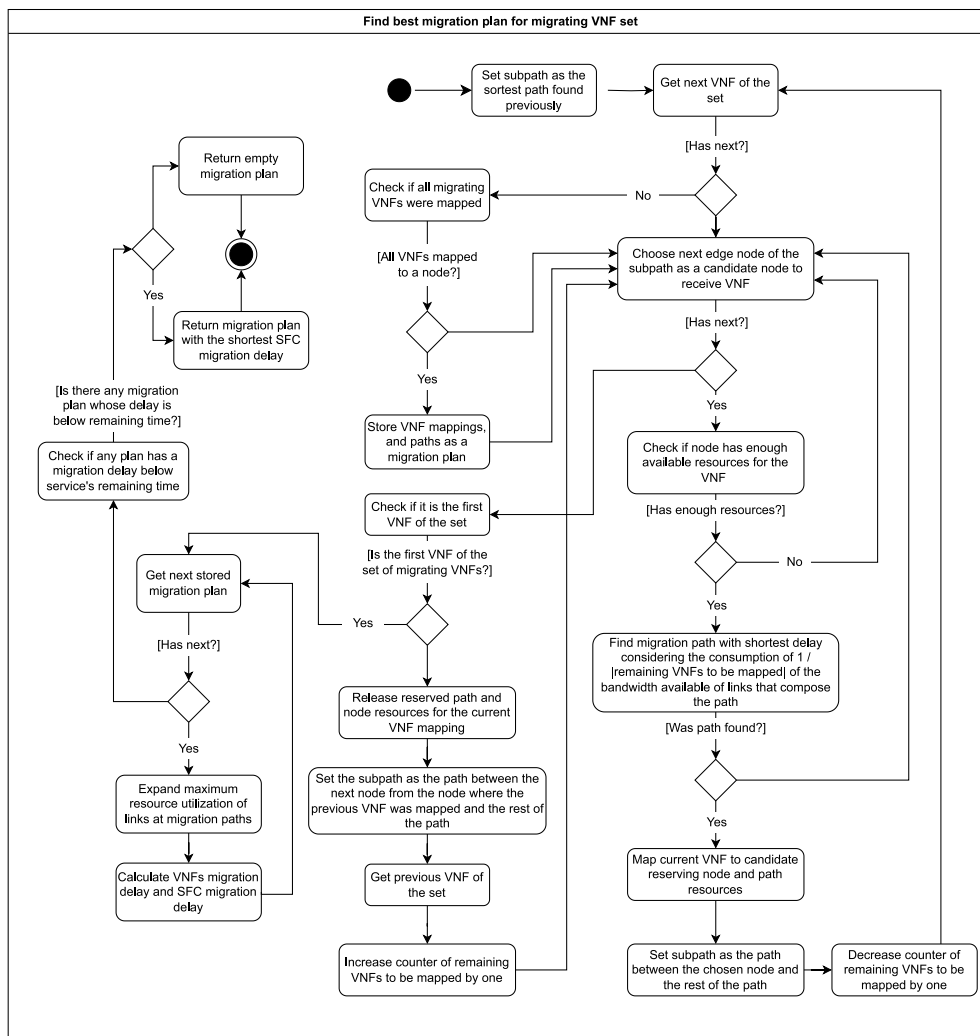 Find best migration plan for migrating VNF set
Set subpath as the
sortest path found
previously
Get next VNF of the
set
[Has next?]
No
Check if all migrating
VNFs were mapped
[All VNFs mapped
to a node?]
Yes
Store VNF mappings,
and paths as a
migration plan
Return empty
migration plan
Yes
Return migration plan
with the shortest SFC
migration delay
[Is there any migration
plan whose delay is
below remaining time?]
Check if any plan has a
migration delay below
service's remaining time
Choose next edge node of the
subpath as a candidate node to
receive VNF
[Has next?]
Yes
Check if node has enough
available resources for the
VNF
[Has enough resources?]
No
Yes
Find migration path with shortest delay
considering the consumption of 1 /
|remaining VNFs to be mapped| of the
bandwidth available of links that compose
the path
[Was path found?]
Yes
Map current VNF to candidate
reserving node and path
resources
Set subpath as the path
between the chosen node and
the rest of the path
Decrease counter of
remaining VNFs to be
mapped by one
Check if it is the first
VNF of the set
[Is the first VNF of the
set of migrating VNFs?]
Yes
Release reserved path and
node resources for the current
VNF mapping
Set the subpath as the path between the
next node from the node where the
previous VNF was mapped and the rest of
the path
Get previous VNF of
the set
Increase counter of remaining
VNFs to be mapped by one
Get next stored
migration plan
[Has next?]
Yes
Expand maximum
resource utilization of
links at migration paths
Calculate VNFs migration
delay and SFC migration
delay